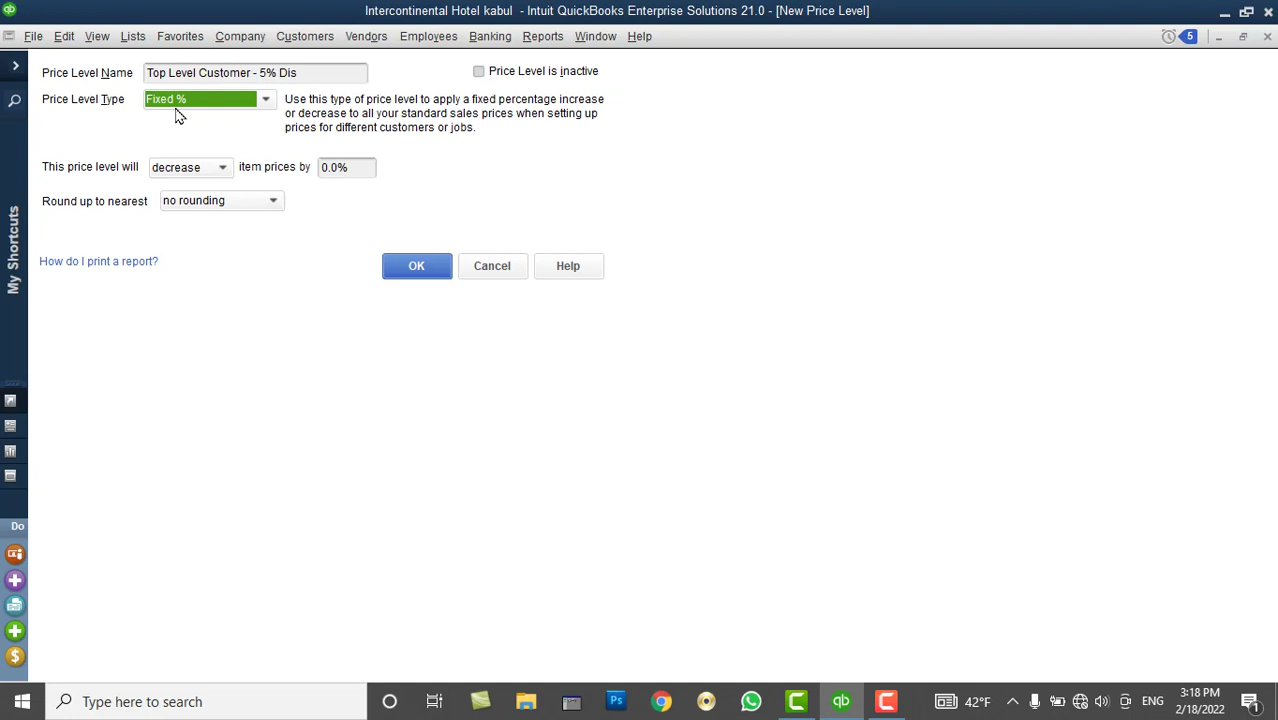 Intercontinental Hotel kabul - Intuit QuickBooks Enterprise Solutions 21.0 - [New Price Level]
File Edit View Lists Favorites Company Customers Vendors Employees Banking Reports Window Help 5
Price Level Name Top Level Customer - 5% Dis Price Level is inactive
Price Level Type Fixed % Use this type of price level to apply a fixed percentage increase
or decrease to all your standard sales prices when setting up
prices for different customers or jobs.
This price level will decrease item prices by 0.0%
Round up to nearest no rounding
My Shortcuts
How do I print a report? OK Cancel Help
Do
Type here to search Ps 42°F ENG 3:18 PM
2/18/2022 1